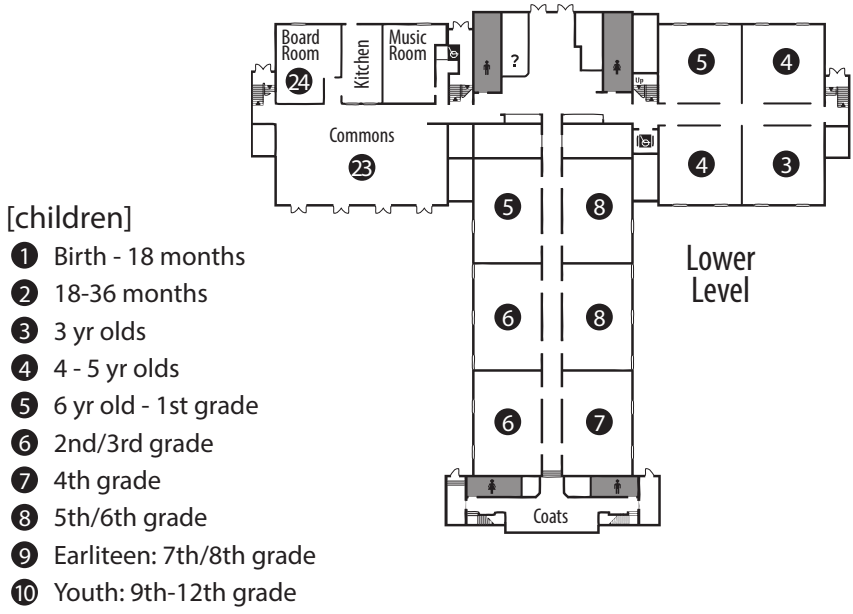 Board
Room
24
Kitchen
Music
Room
?
Up
5
4
Commons
23
4
3
5
8
Lower
Level
6
8
6
7
Coats
[children]
1 Birth - 18 months
2 18-36 months
3 3 yr olds
4 4 - 5 yr olds
5 6 yr old - 1st grade
6 2nd/3rd grade
7 4th grade
8 5th/6th grade
9 Earliteen: 7th/8th grade
10 Youth: 9th-12th grade